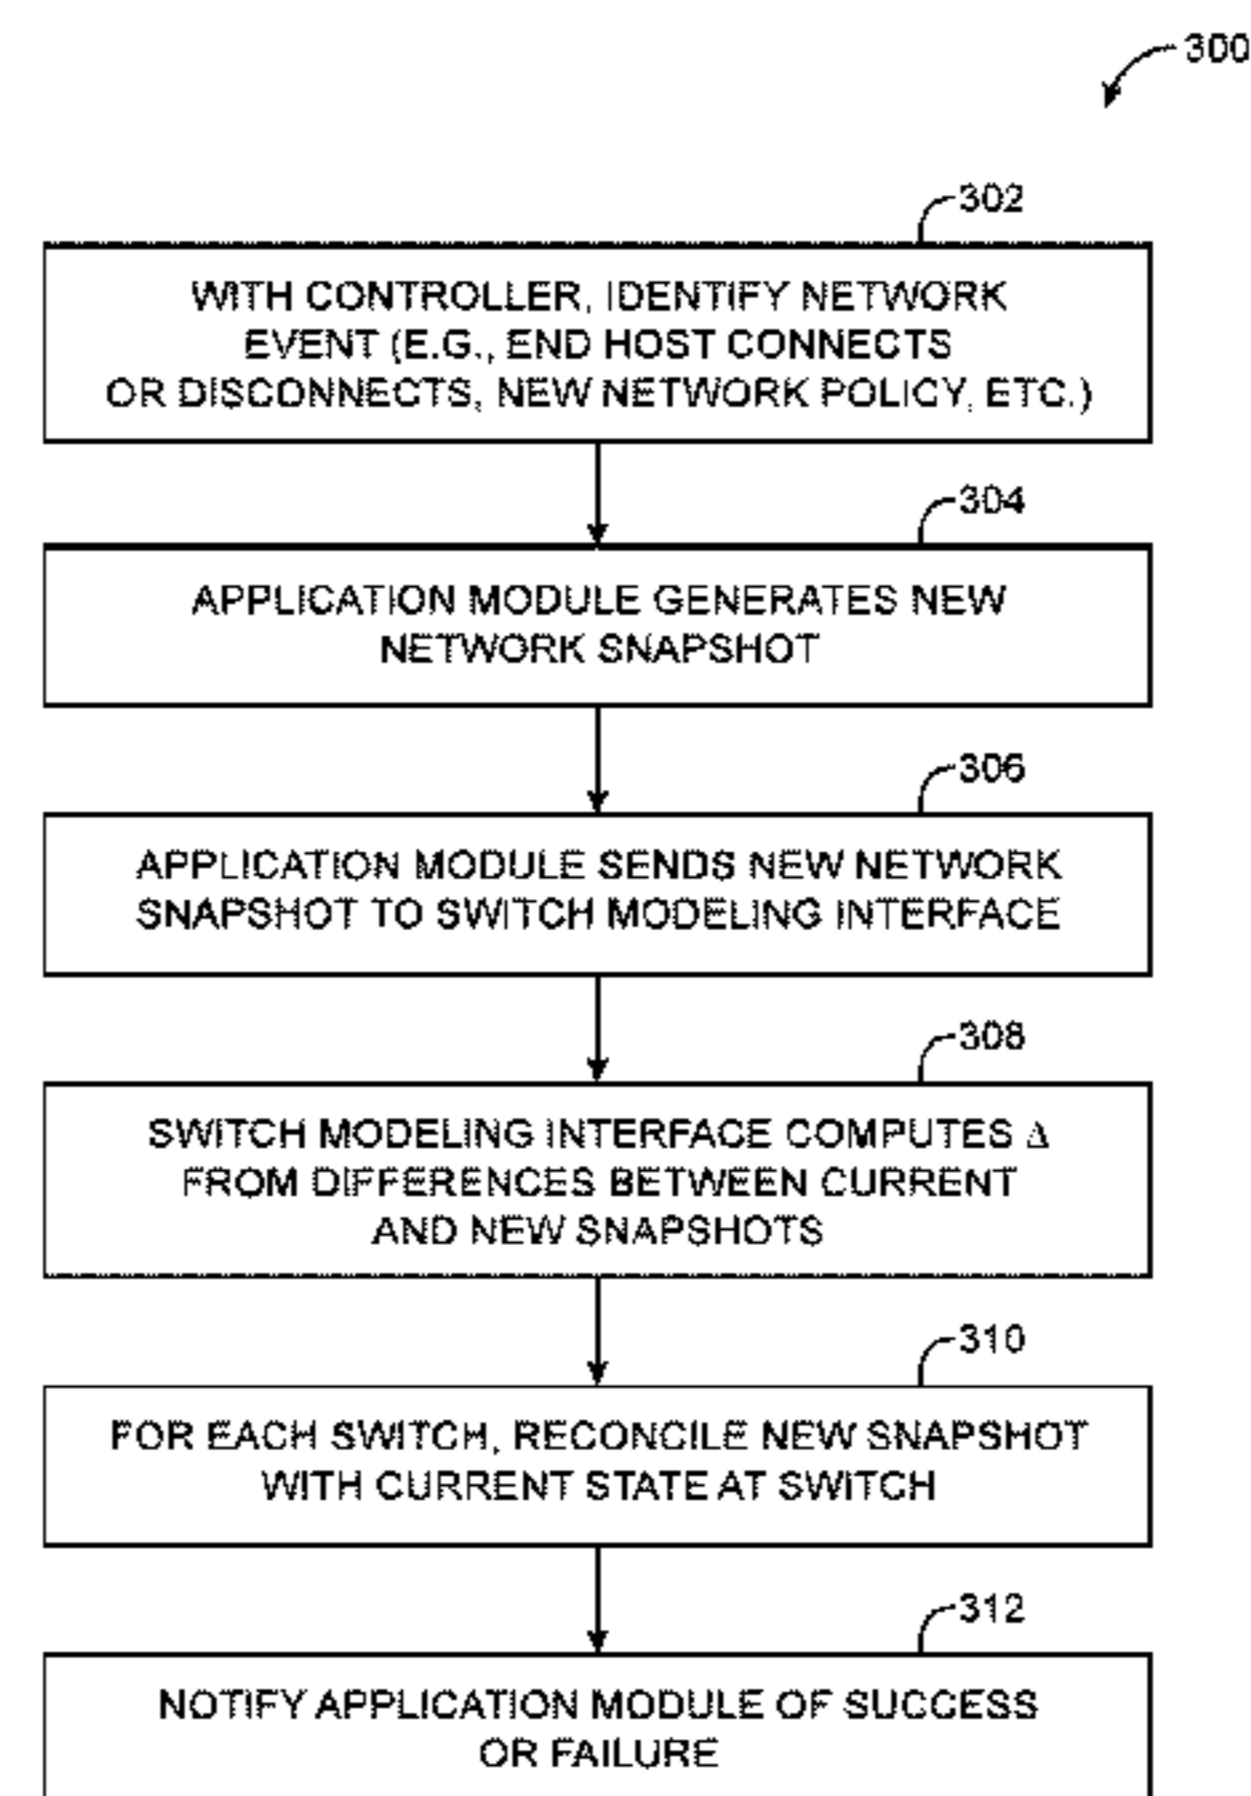 300
302
WITH CONTROLLER, IDENTIFY NETWORK
EVENT (E.G., END HOST CONNECTS
OR DISCONNECTS, NEW NETWORK POLICY, ETC.)
304
APPLICATION MODULE GENERATES NEW
NETWORK SNAPSHOT
306
APPLICATION MODULE SENDS NEW NETWORK
SNAPSHOT TO SWITCH MODELING INTERFACE
308
SWITCH MODELING INTERFACE COMPUTES Δ
FROM DIFFERENCES BETWEEN CURRENT
AND NEW SNAPSHOTS
310
FOR EACH SWITCH, RECONCILE NEW SNAPSHOT
WITH CURRENT STATE AT SWITCH
312
NOTIFY APPLICATION MODULE OF SUCCESS
OR FAILURE